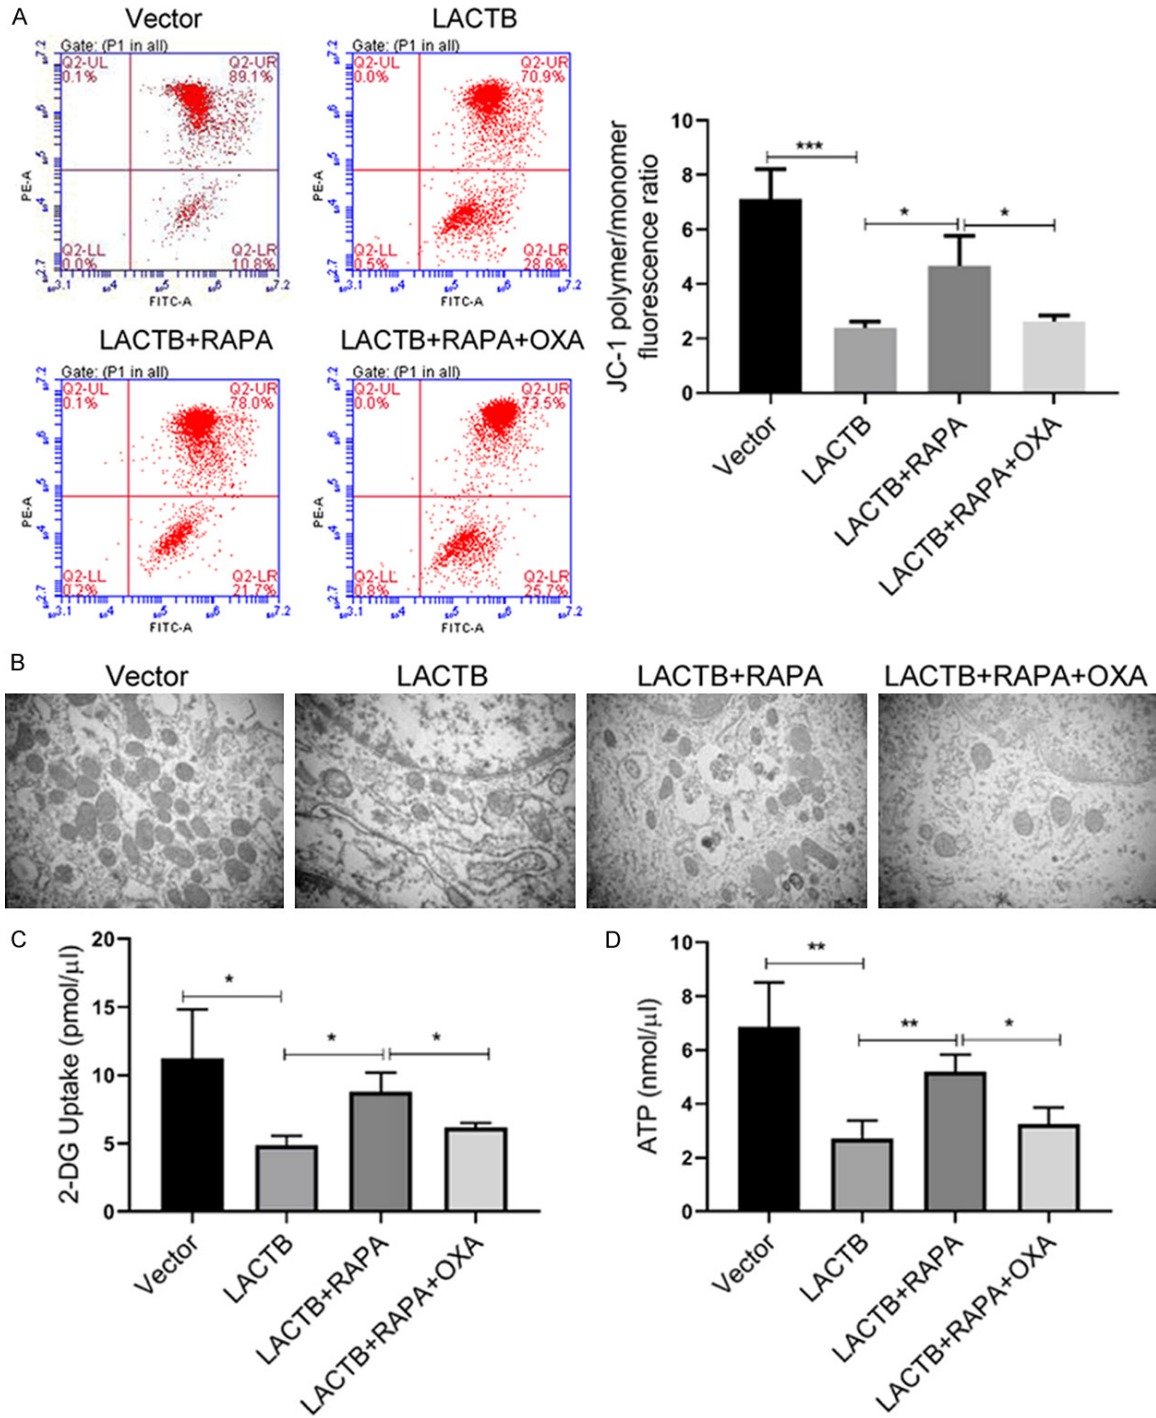 A
Vector
LACTB
Gate: (P1 in all)
Q2-UL
0.1%
Q2-UR
89.1%
Q2-LL
0.0%
Q2-LR
10.8%
PE-A
FITC-A
Gate: (P1 in all)
Q2-UL
0.0%
Q2-UR
70.9%
Q2-LL
0.5%
Q2-LR
28.6%
PE-A
FITC-A
LACTB+RAPA
LACTB+RAPA+OXA
Gate: (P1 in all)
Q2-UL
0.1%
Q2-UR
78.0%
Q2-LL
0.2%
Q2-LR
21.7%
PE-A
FITC-A
Gate: (P1 in all)
Q2-UL
0.0%
Q2-UR
73.5%
Q2-LL
0.8%
Q2-LR
25.7%
PE-A
FITC-A
JC-1 polymer/monomer
fluorescence ratio
10
8
6
4
2
0
***
*
*
Vector
LACTB
LACTB+RAPA
LACTB+RAPA+OXA
B
Vector
LACTB
LACTB+RAPA
LACTB+RAPA+OXA
C
2-DG Uptake (pmol/µl)
20
15
10
5
0
*
*
*
Vector
LACTB
LACTB+RAPA
LACTB+RAPA+OXA
D
ATP (nmol/µl)
10
8
6
4
2
0
**
**
*
Vector
LACTB
LACTB+RAPA
LACTB+RAPA+OXA